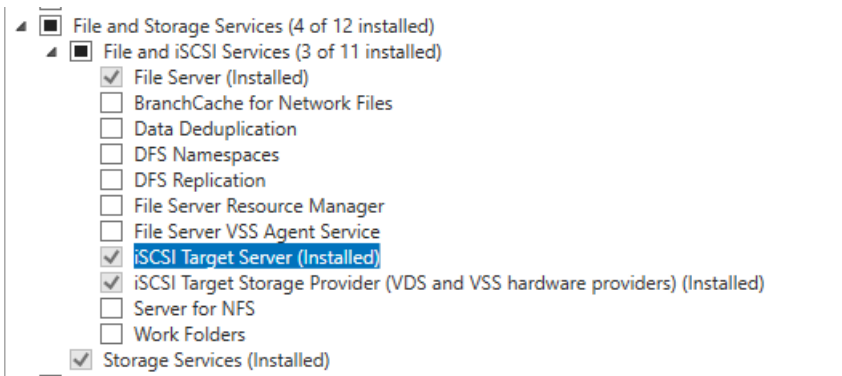 File and Storage Services (4 of 12 installed)
File and iSCSI Services (3 of 11 installed)
File Server (Installed)
BranchCache for Network Files
Data Deduplication
DFS Namespaces
DFS Replication
File Server Resource Manager
File Server VSS Agent Service
iSCSI Target Server (Installed)
iSCSI Target Storage Provider (VDS and VSS hardware providers) (Installed)
Server for NFS
Work Folders
Storage Services (Installed)